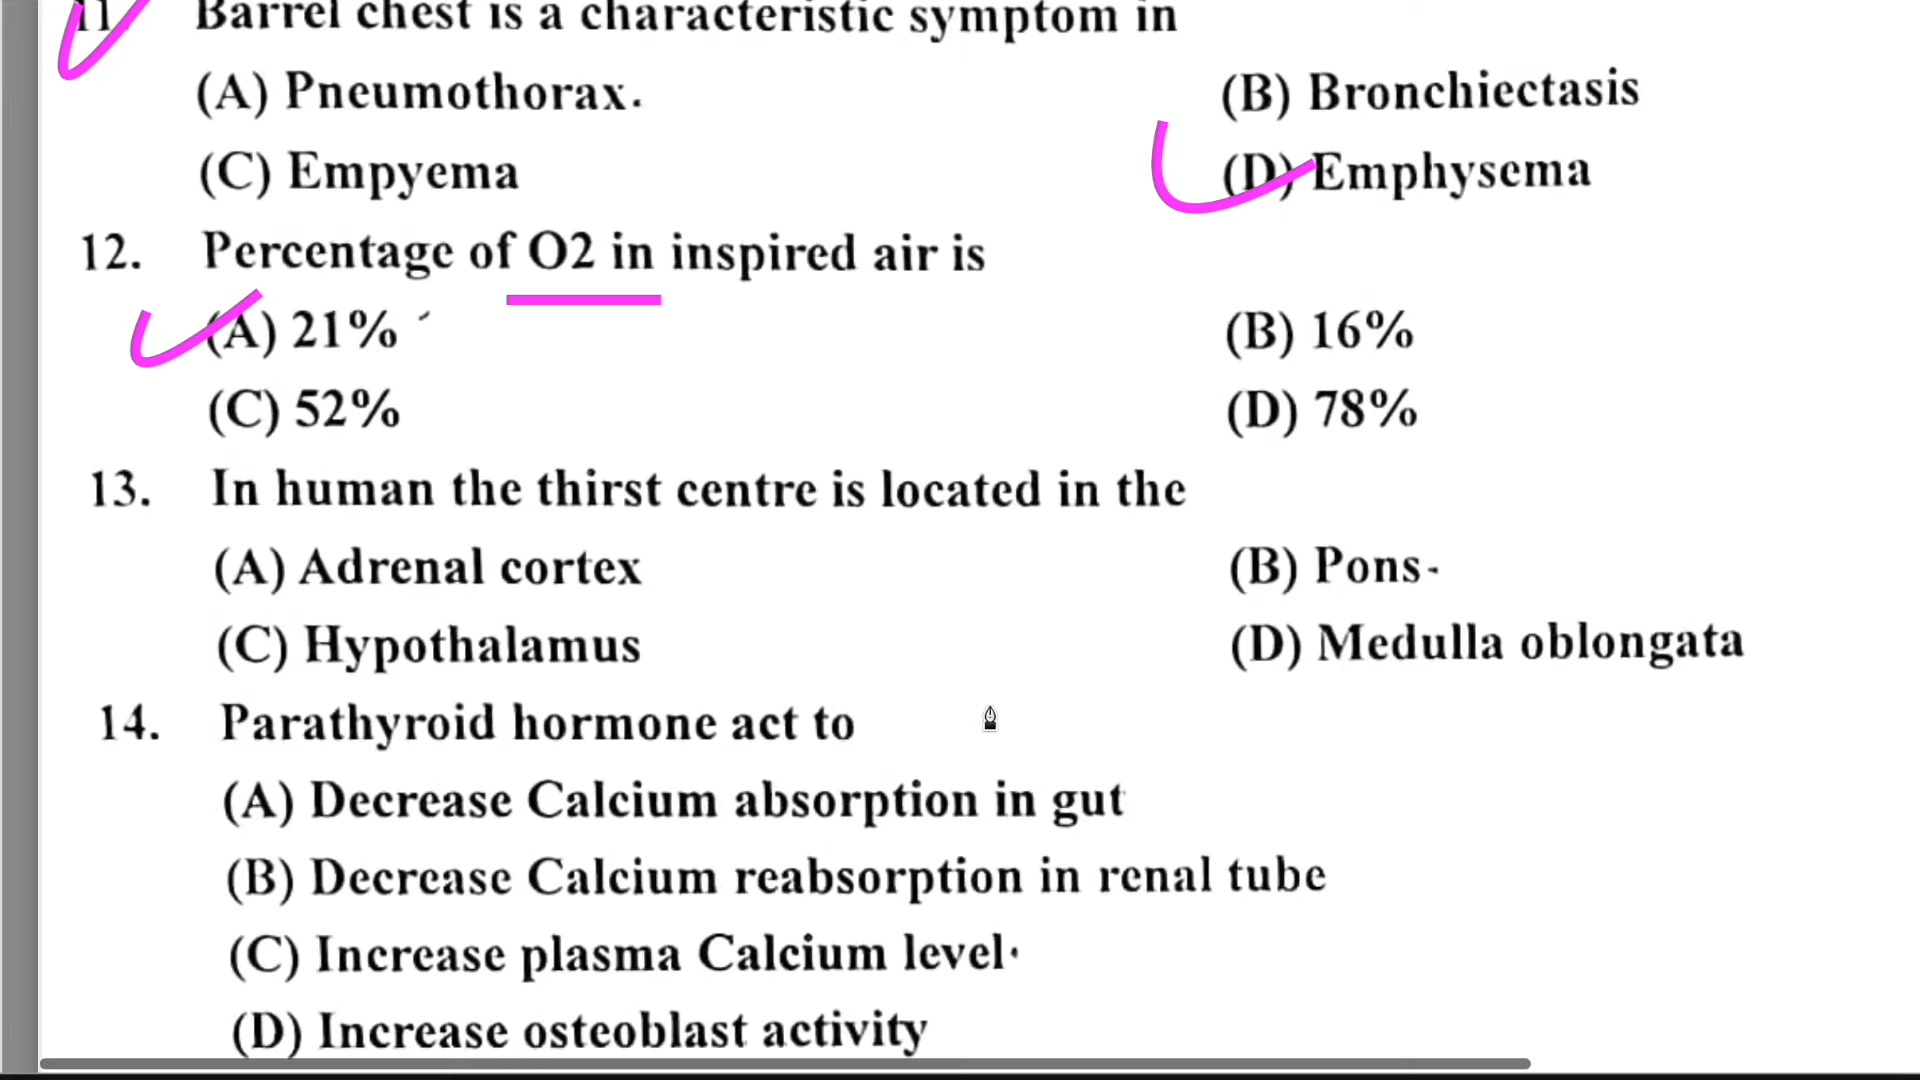 11. Barrel chest is a characteristic symptom in
(A) Pneumothorax.
(B) Bronchiectasis
(C) Empyema
(D) Emphysema
12. Percentage of O2 in inspired air is
(A) 21%
(B) 16%
(C) 52%
(D) 78%
13. In human the thirst centre is located in the
(A) Adrenal cortex
(B) Pons
(C) Hypothalamus
(D) Medulla oblongata
14. Parathyroid hormone act to
(A) Decrease Calcium absorption in gut
(B) Decrease Calcium reabsorption in renal tube
(C) Increase plasma Calcium level
(D) Increase osteoblast activity